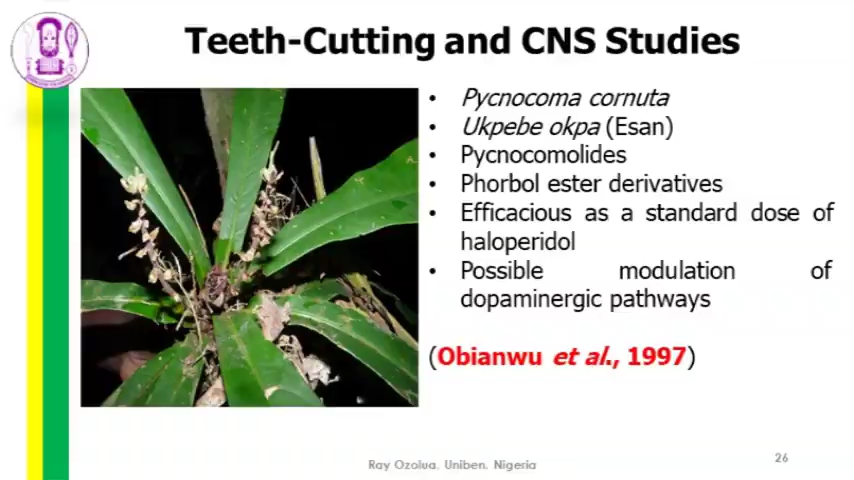 Teeth-Cutting and CNS Studies
• Pycnocoma cornuta
• Ukpebe okpa (Esan)
• Pycnocomolides
• Phorbol ester derivatives
• Efficacious as a standard dose of
haloperidol
• Possible modulation of
dopaminergic pathways
(Obianwu et al., 1997)
Ray Ozolua, Uniben, Nigeria
26